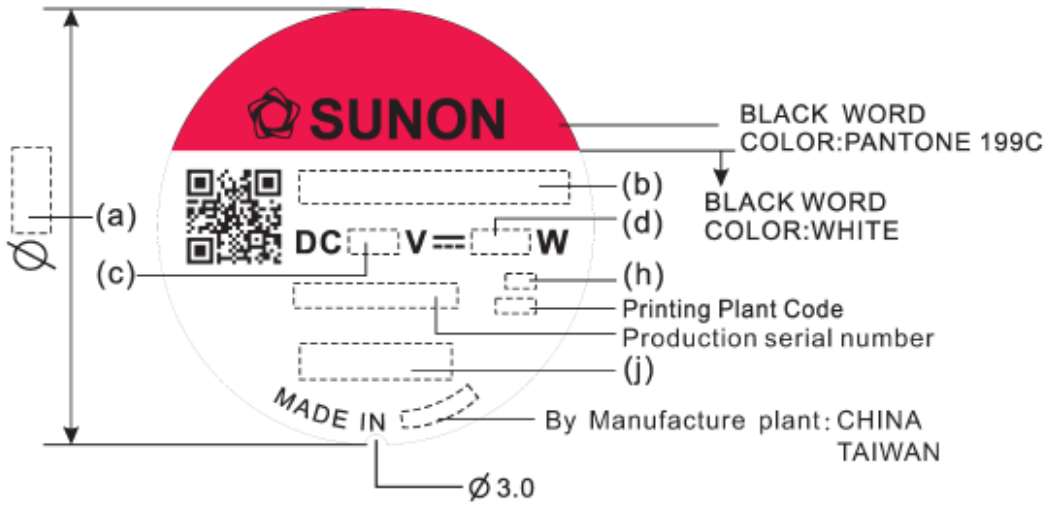 SUNON
BLACK WORD
COLOR:PANTONE 199C
BLACK WORD
COLOR:WHITE
(a)
(b)
DC V W
(d)
(c)
(h)
Printing Plant Code
Production serial number
(j)
MADE IN
By Manufacture plant: CHINA
TAIWAN
Ø
Ø 3.0